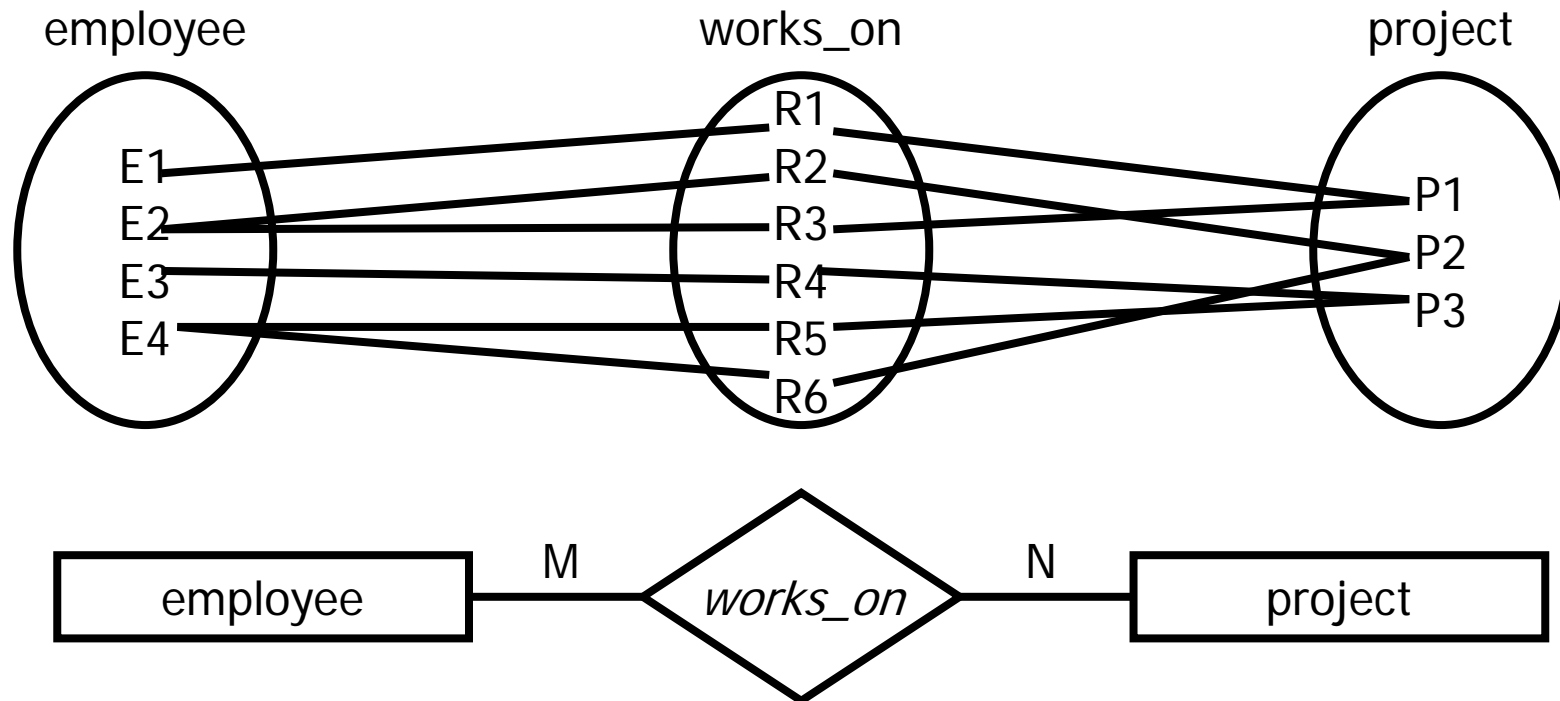 employee works_on project
R1
E1 R2 P1
E2 R3 P2
E3 R4 P3
E4 R5
R6
M N
employee works_on project